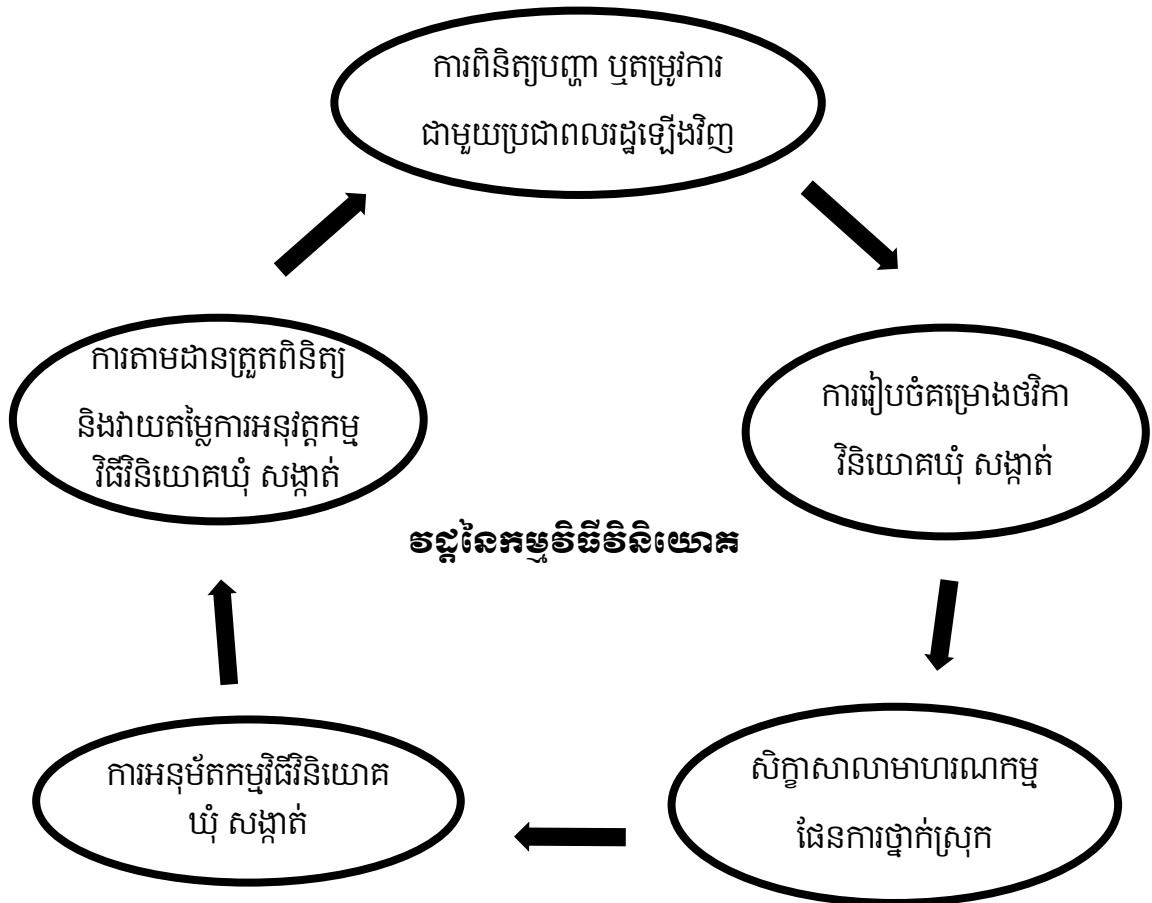 ការពិនិត្យបញ្ហា ឬតម្រូវការ
ជាមួយប្រជាពលរដ្ឋឡើងវិញ
ការរៀបចំគម្រោងថវិកា
វិនិយោគឃុំ សង្កាត់
សិក្ខាសាលាមាហរណកម្ម
ផែនការថ្នាក់ស្រុក
ការអនុម័តកម្មវិធីវិនិយោគ
ឃុំ សង្កាត់
ការតាមដានត្រួតពិនិត្យ
និងវាយតម្លៃការអនុវត្តកម្ម
វិធីវិនិយោគឃុំ សង្កាត់
វដ្ដនៃកម្មវិធីវិនិយោគ